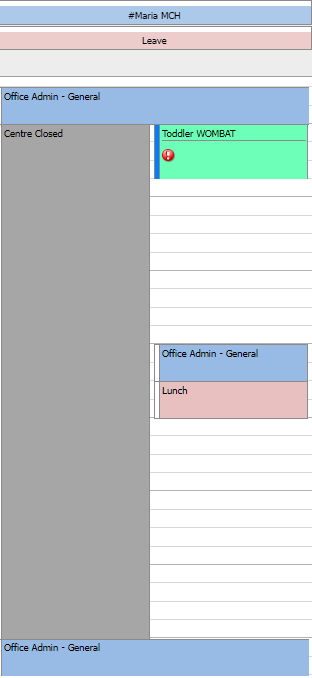 #Maria MCH
Leave
Office Admin - General
Centre Closed
Toddler WOMBAT
Office Admin - General
Lunch
Office Admin - General